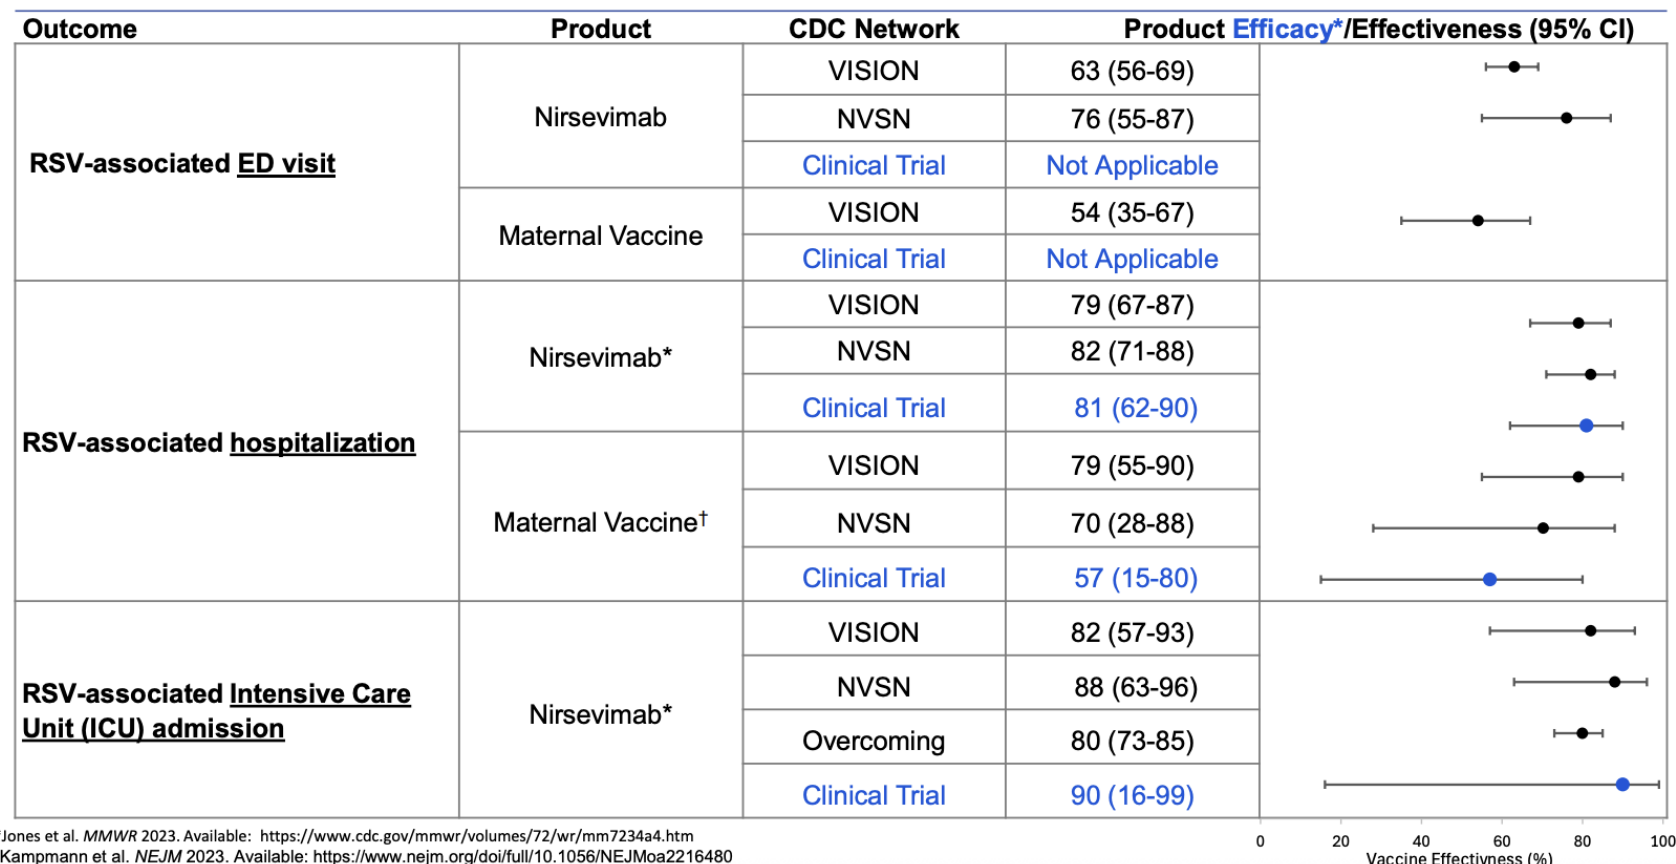 Outcome Product CDC Network Product Efficacy*/Effectiveness (95% CI)
RSV-associated ED visit
Nirsevimab
VISION 63 (56-69)
NVSN 76 (55-87)
Clinical Trial Not Applicable
Maternal Vaccine
VISION 54 (35-67)
Clinical Trial Not Applicable
RSV-associated hospitalization
Nirsevimab*
VISION 79 (67-87)
NVSN 82 (71-88)
Clinical Trial 81 (62-90)
Maternal Vaccine†
VISION 79 (55-90)
NVSN 70 (28-88)
Clinical Trial 57 (15-80)
RSV-associated Intensive Care
Unit (ICU) admission
Nirsevimab*
VISION 82 (57-93)
NVSN 88 (63-96)
Overcoming 80 (73-85)
Clinical Trial 90 (16-99)
0 20 40 60 80 100
Vaccine Effectivness (%)
*Jones et al. MMWR 2023. Available: https://www.cdc.gov/mmwr/volumes/72/wr/mm7234a4.htm
Kampmann et al. NEJM 2023. Available: https://www.nejm.org/doi/full/10.1056/NEJMoa2216480